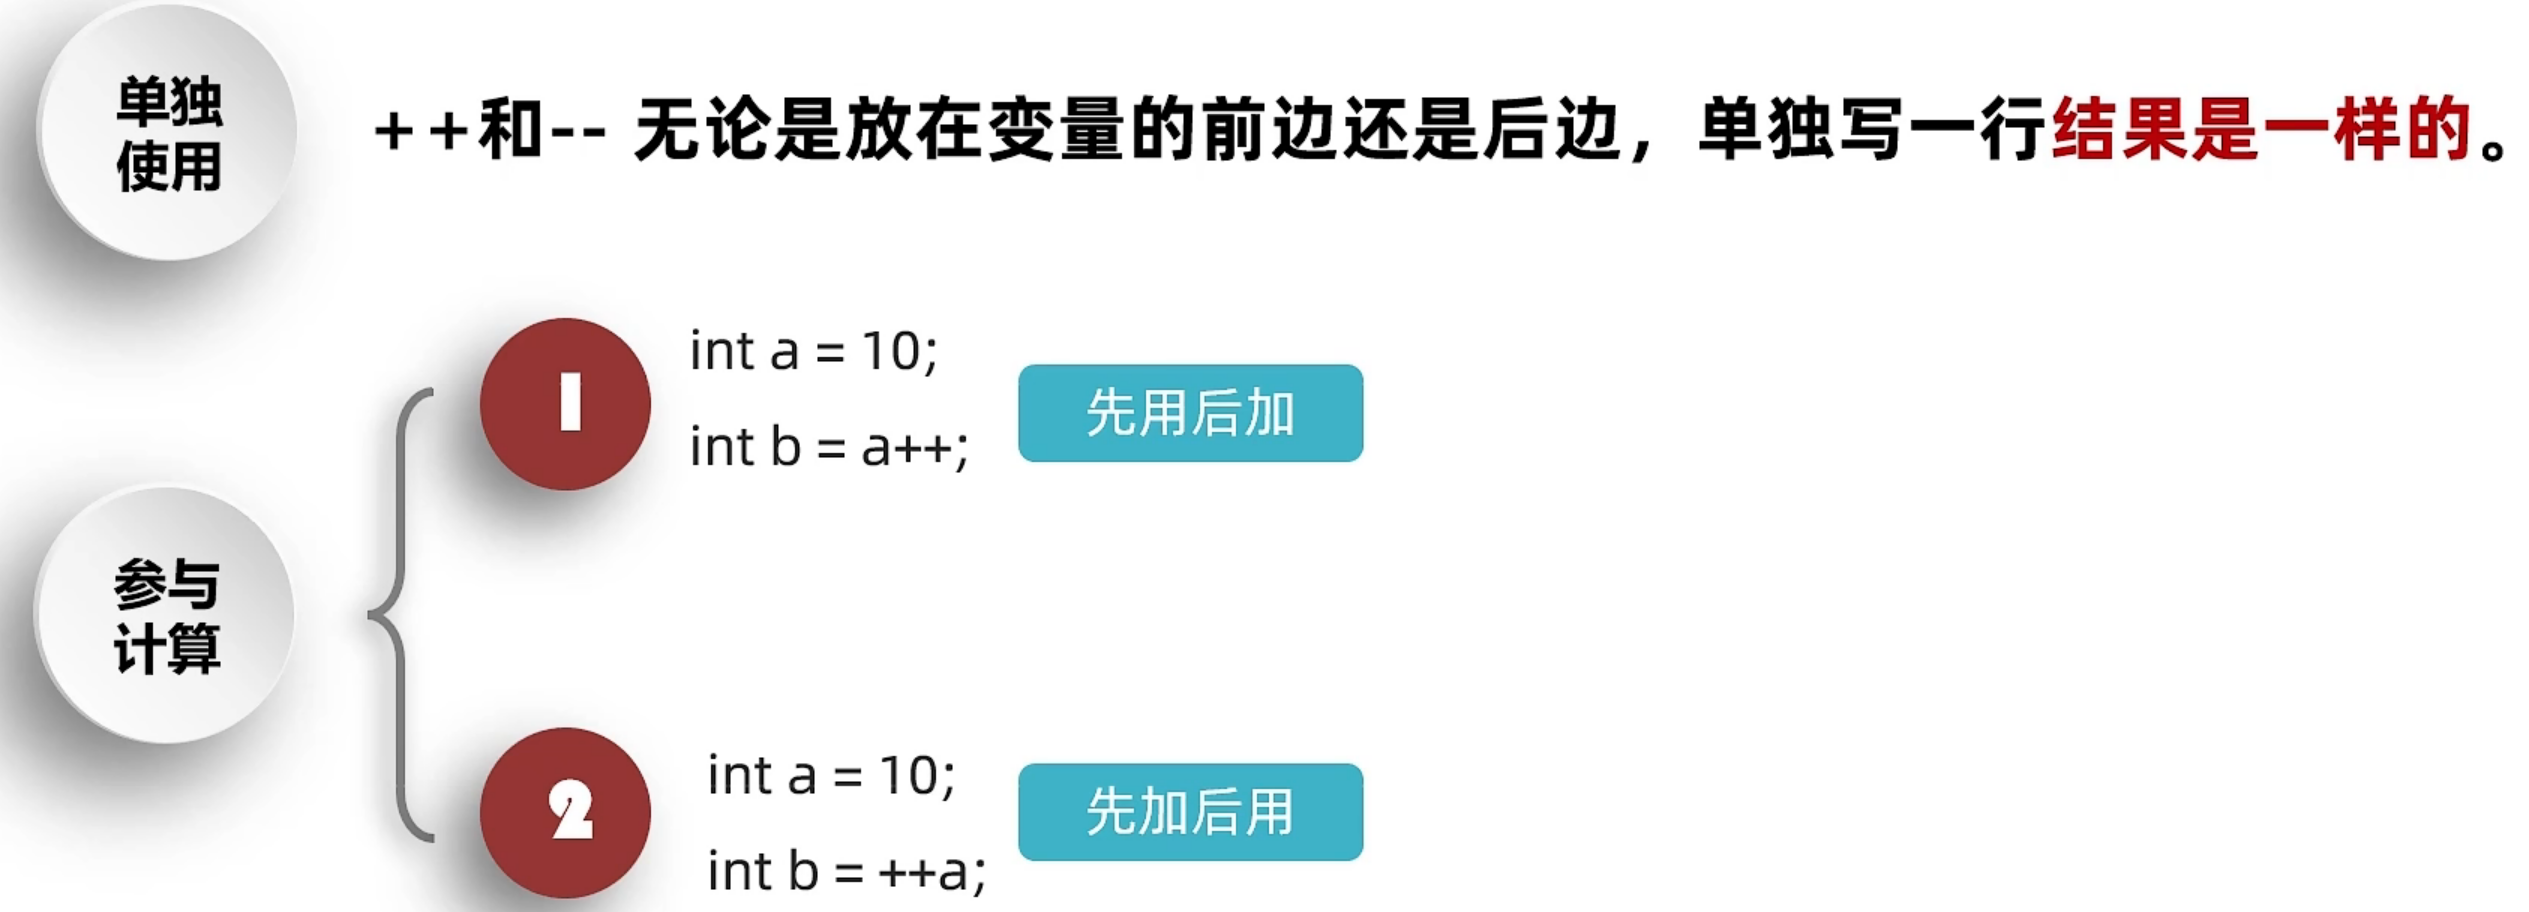 单独
使用
++和-- 无论是放在变量的前边还是后边，单独写一行结果是一样的。
参与
计算
1
int a = 10;
int b = a++;
先用后加
2
int a = 10;
int b = ++a;
先加后用